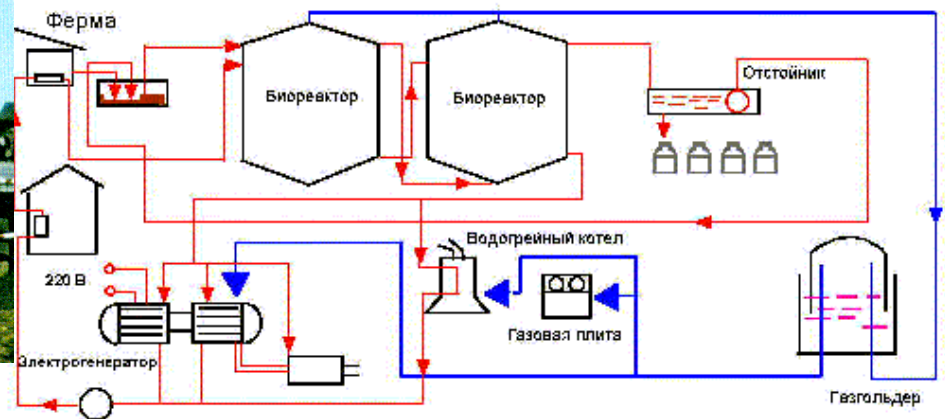 Ферма
Биореактор
Биореактор
Отстойник
Водогрейный котел
220 В
Газовая плита
Электрогенератор
Газгольдер